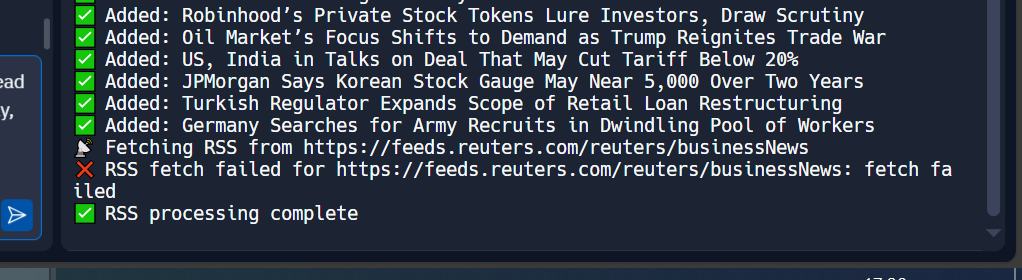 ✅ Added: Robinhood’s Private Stock Tokens Lure Investors, Draw Scrutiny
✅ Added: Oil Market’s Focus Shifts to Demand as Trump Reignites Trade War
✅ Added: US, India in Talks on Deal That May Cut Tariff Below 20%
✅ Added: JPMorgan Says Korean Stock Gauge May Near 5,000 Over Two Years
✅ Added: Turkish Regulator Expands Scope of Retail Loan Restructuring
✅ Added: Germany Searches for Army Recruits in Dwindling Pool of Workers
📡 Fetching RSS from https://feeds.reuters.com/reuters/businessNews
❌ RSS fetch failed for https://feeds.reuters.com/reuters/businessNews: fetch fa
iled
✅ RSS processing complete
ead
y,